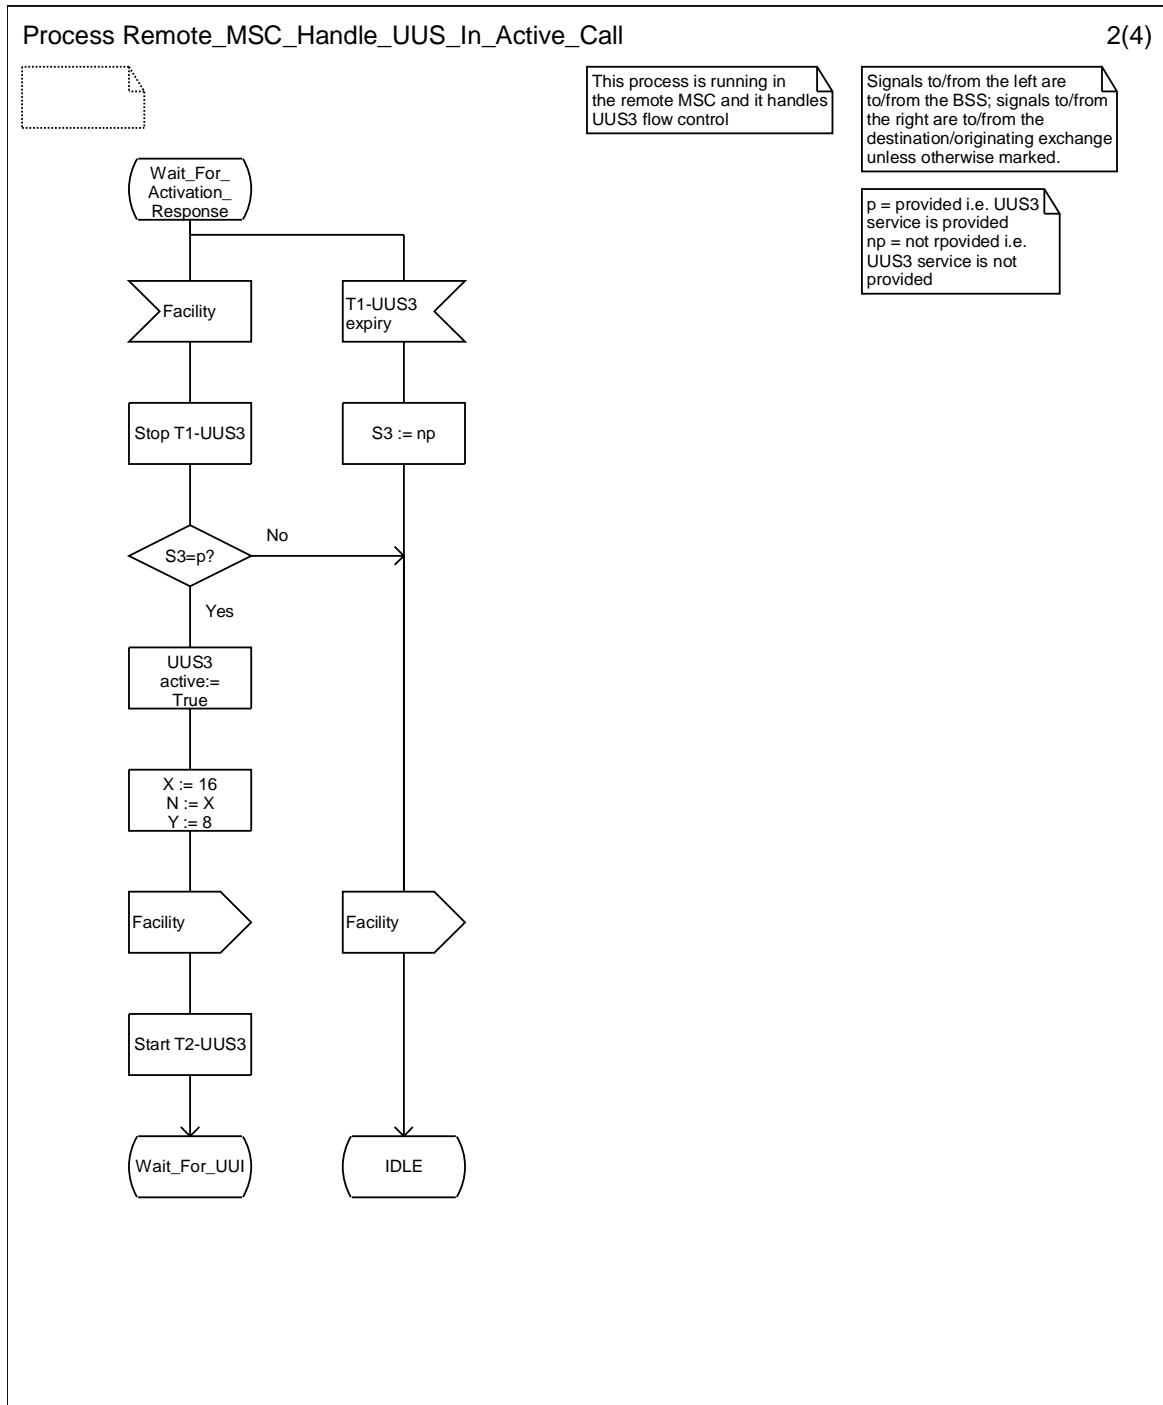 Process Remote_MSC_Handle_UUS_In_Active_Call
2(4)
This process is running in
the remote MSC and it handles
UUS3 flow control
Signals to/from the left are
to/from the BSS; signals to/from
the right are to/from the
destination/originating exchange
unless otherwise marked.
p = provided i.e. UUS3
service is provided
np = not rpovided i.e.
UUS3 service is not
provided
Wait_For_
Activation_
Response
Facility
T1-UUS3
expiry
Stop T1-UUS3
S3 := np
S3=p?
No
Yes
UUS3
active:=
True
X := 16
N := X
Y := 8
Facility
Facility
Start T2-UUS3
Wait_For_UUI
IDLE